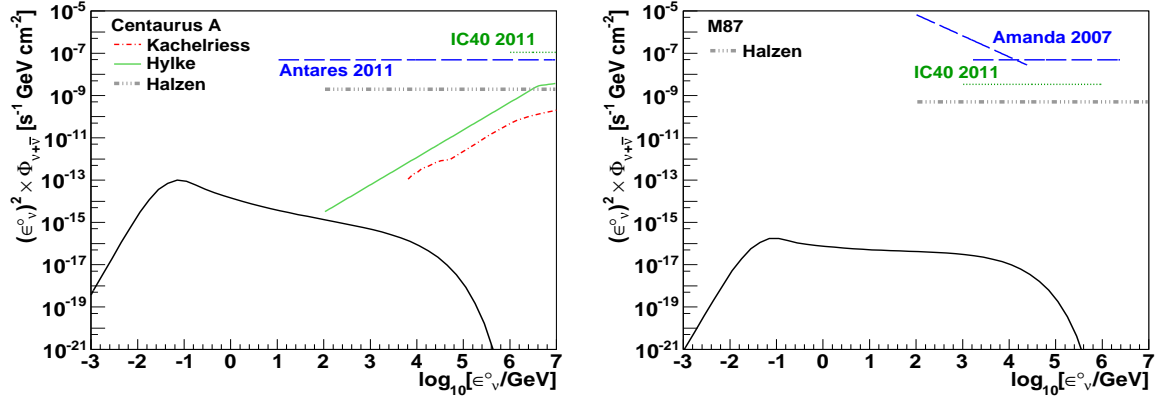 Centaurus A
Kachelriess
Hylke
Halzen
IC40 2011
Antares 2011
(ϵ°ν)² × Φν+ν̄ [s⁻¹ GeV cm⁻²]
10⁻⁵
10⁻⁷
10⁻⁹
10⁻¹¹
10⁻¹³
10⁻¹⁵
10⁻¹⁷
10⁻¹⁹
10⁻²¹
-3 -2 -1 0 1 2 3 4 5 6 7
log₁₀[ϵ°ν/GeV]
M87
Halzen
Amanda 2007
IC40 2011
(ϵ°ν)² × Φν+ν̄ [s⁻¹ GeV cm⁻²]
10⁻⁵
10⁻⁷
10⁻⁹
10⁻¹¹
10⁻¹³
10⁻¹⁵
10⁻¹⁷
10⁻¹⁹
10⁻²¹
-3 -2 -1 0 1 2 3 4 5 6 7
log₁₀[ϵ°ν/GeV]